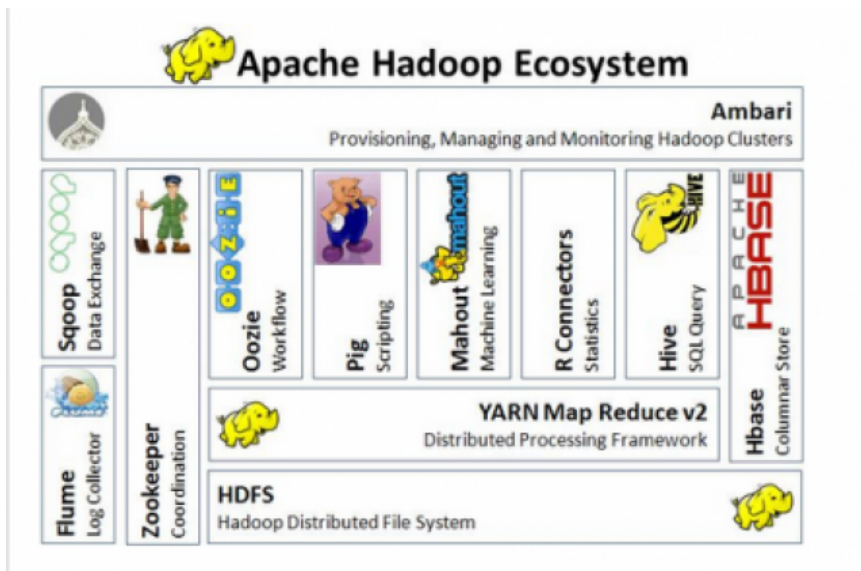 Apache Hadoop Ecosystem
Ambari
Provisioning, Managing and Monitoring Hadoop Clusters
Sqoop
Data Exchange
Flume
Log Collector
Zookeeper
Coordination
OOZIE
Oozie
Workflow
Pig
Scripting
mahout
Mahout
Machine Learning
R Connectors
Statistics
HIVE
Hive
SQL Query
APACHE
HBASE
Hbase
Columnar Store
YARN Map Reduce v2
Distributed Processing Framework
HDFS
Hadoop Distributed File System